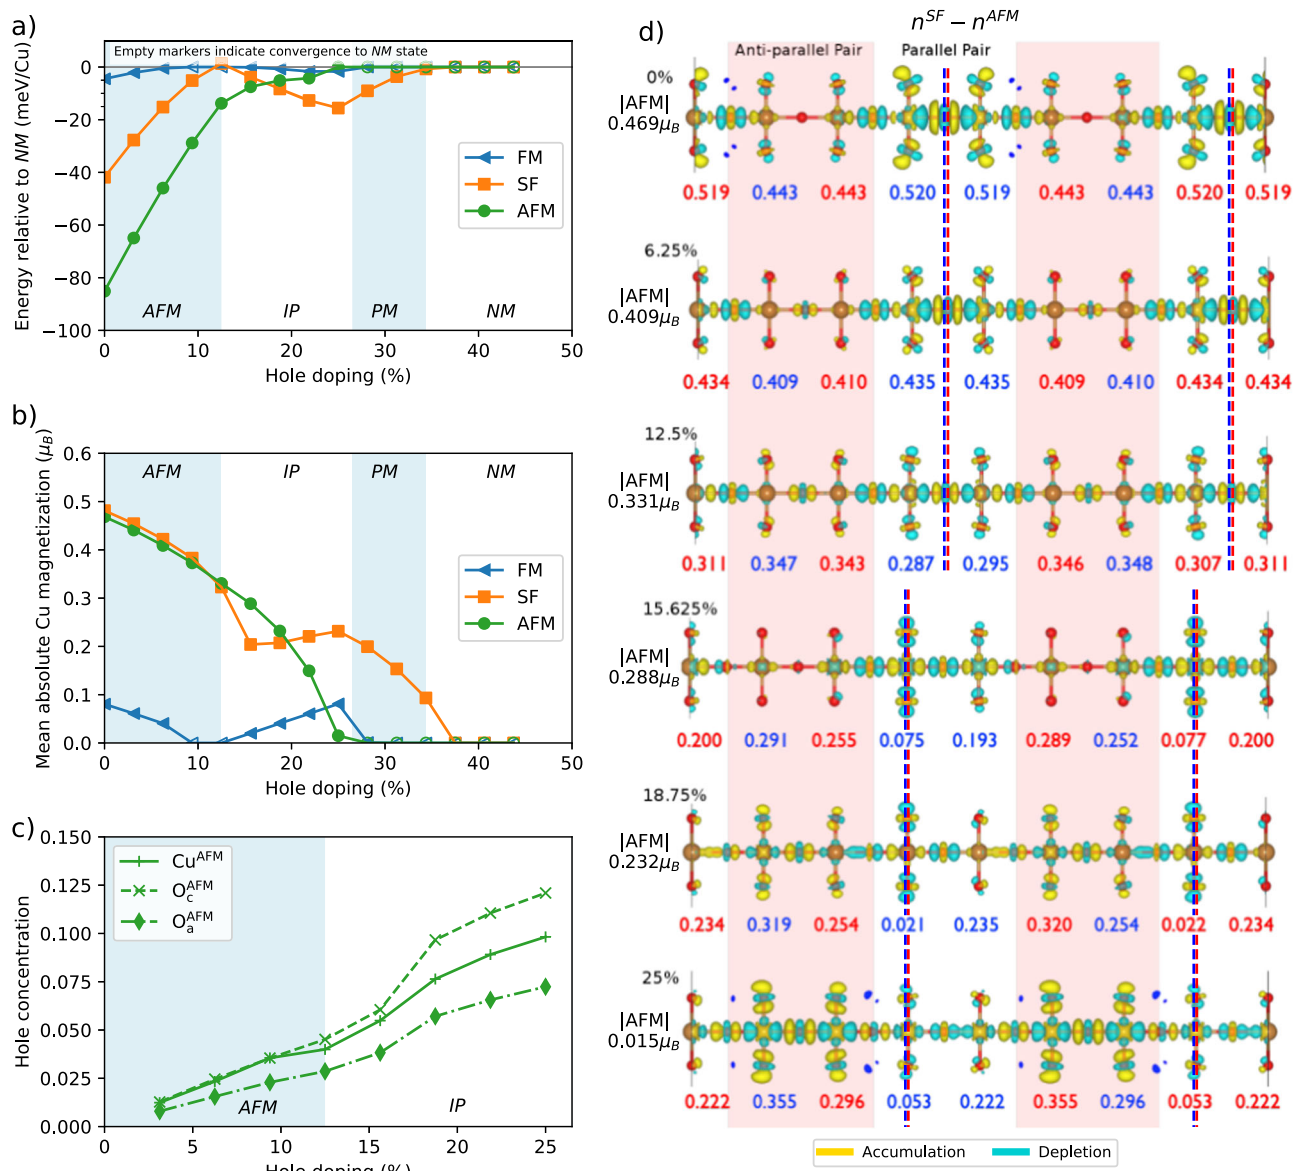 a)
Empty markers indicate convergence to NM state
0
−20
−40
−60
−80
−100
Energy relative to NM (meV/Cu)
FM
SF
AFM
AFM IP PM NM
0 10 20 30 40 50
Hole doping (%)
b)
0.6
0.5
0.4
0.3
0.2
0.1
0.0
Mean absolute Cu magnetization (μB)
AFM IP PM NM
FM
SF
AFM
0 10 20 30 40 50
Hole doping (%)
c)
0.150
0.125
0.100
0.075
0.050
0.025
0.000
Hole concentration
Cu^AFM
O_c^AFM
O_a^AFM
AFM IP
0 5 10 15 20 25
Hole doping (%)
d)
n^SF − n^AFM
Anti-parallel Pair Parallel Pair
0%
|AFM|
0.469μB
0.519 0.443 0.443 0.520 0.519 0.443 0.443 0.520 0.519
6.25%
|AFM|
0.409μB
0.434 0.409 0.410 0.435 0.435 0.409 0.410 0.434 0.434
12.5%
|AFM|
0.331μB
0.311 0.347 0.343 0.287 0.295 0.346 0.348 0.307 0.311
15.625%
|AFM|
0.288μB
0.200 0.291 0.255 0.075 0.193 0.289 0.252 0.077 0.200
18.75%
|AFM|
0.232μB
0.234 0.319 0.254 0.021 0.235 0.320 0.254 0.022 0.234
25%
|AFM|
0.015μB
0.222 0.355 0.296 0.053 0.222 0.355 0.296 0.053 0.222
Accumulation Depletion